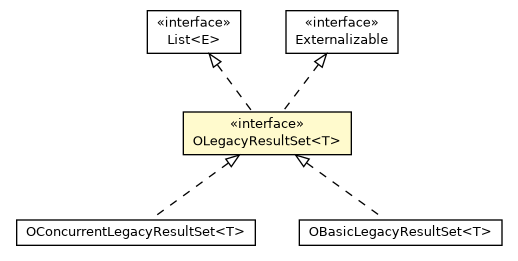 «interface»
List<E>
«interface»
Externalizable
«interface»
OLegacyResultSet<T>
OConcurrentLegacyResultSet<T>
OBasicLegacyResultSet<T>